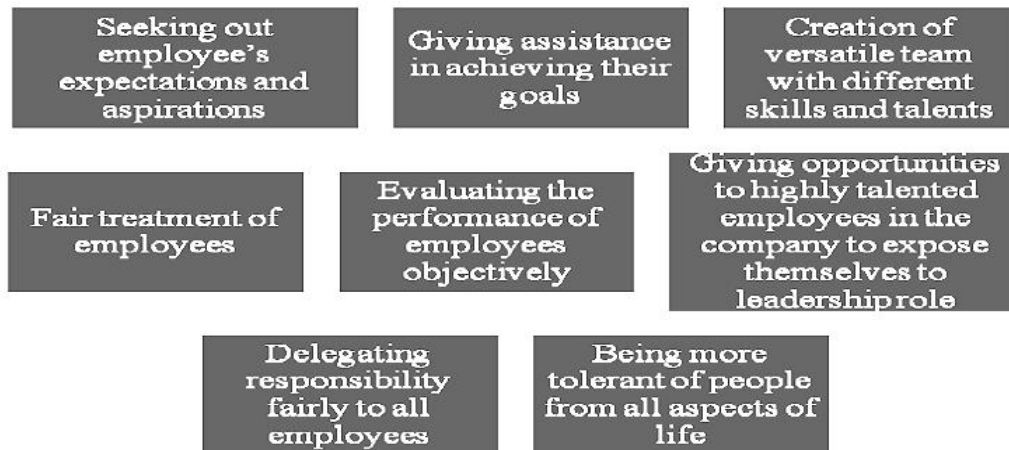 Seeking out
employee's
expectations and
aspirations
Giving assistance
in achieving their
goals
Creation of
versatile team
with different
skills and talents
Fair treatment of
employees
Evaluating the
performance of
employees
objectively
Giving opportunities
to highly talented
employees in the
company to expose
themselves to
leadership role
Delegating
responsibility
fairly to all
employees
Being more
tolerant of people
from all aspects of
life